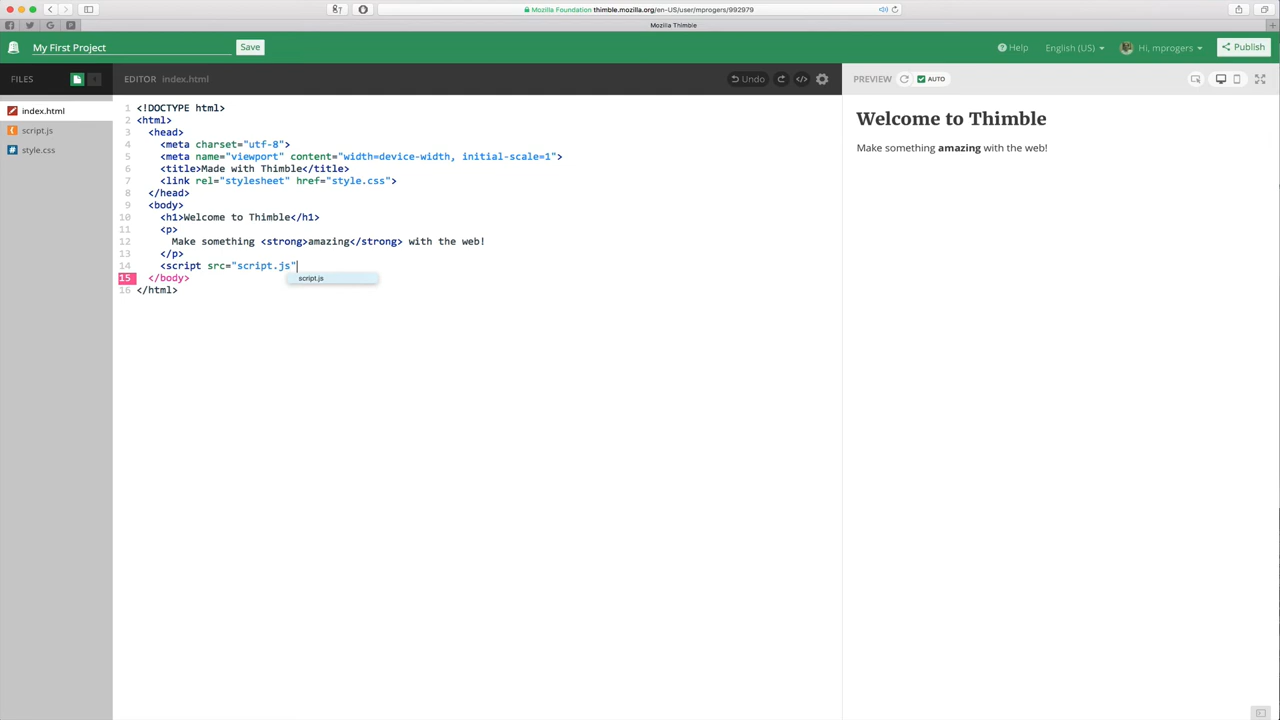 Mozilla Foundation thimble.mozilla.org/en-US/user/mprogers/992979
Mozilla Thimble
My First Project
Save
Help
English (US)
Hi, mprogers
Publish
FILES
EDITOR index.html
Undo
PREVIEW
AUTO
index.html
script.js
style.css
1 <!DOCTYPE html>
2 <html>
3 <head>
4 <meta charset="utf-8">
5 <meta name="viewport" content="width=device-width, initial-scale=1">
6 <title>Made with Thimble</title>
7 <link rel="stylesheet" href="style.css">
8 </head>
9 <body>
10 <h1>Welcome to Thimble</h1>
11 <p>
12 Make something <strong>amazing</strong> with the web!
13 </p>
14 <script src="script.js"
script.js
15 </body>
16 </html>
Welcome to Thimble
Make something amazing with the web!